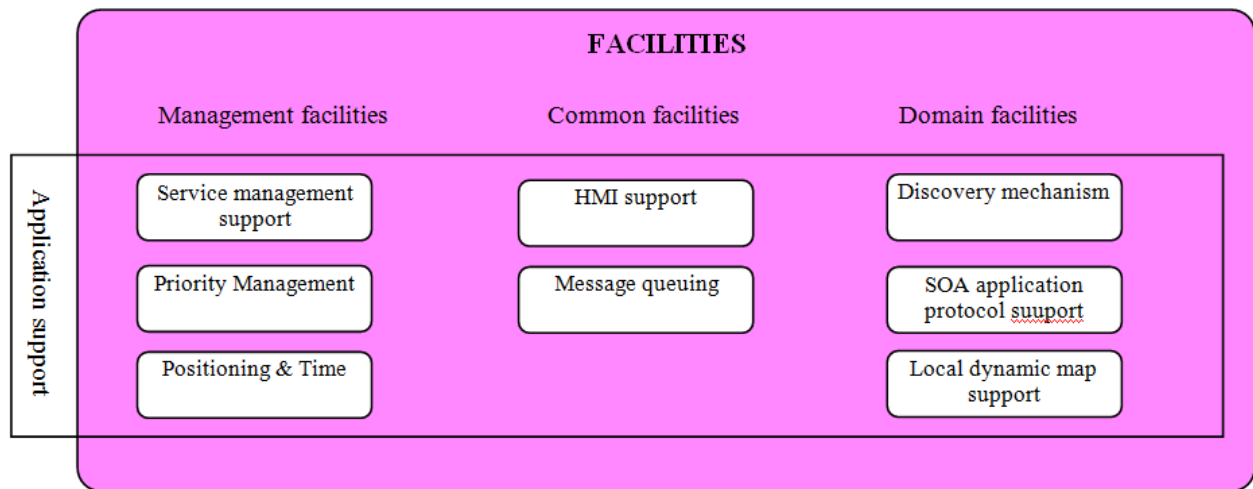 FACILITIES
Management facilities
Common facilities
Domain facilities
Application support
Service management
support
HMI support
Discovery mechanism
Priority Management
Message queuing
SOA application
protocol suuport
Positioning & Time
Local dynamic map
support